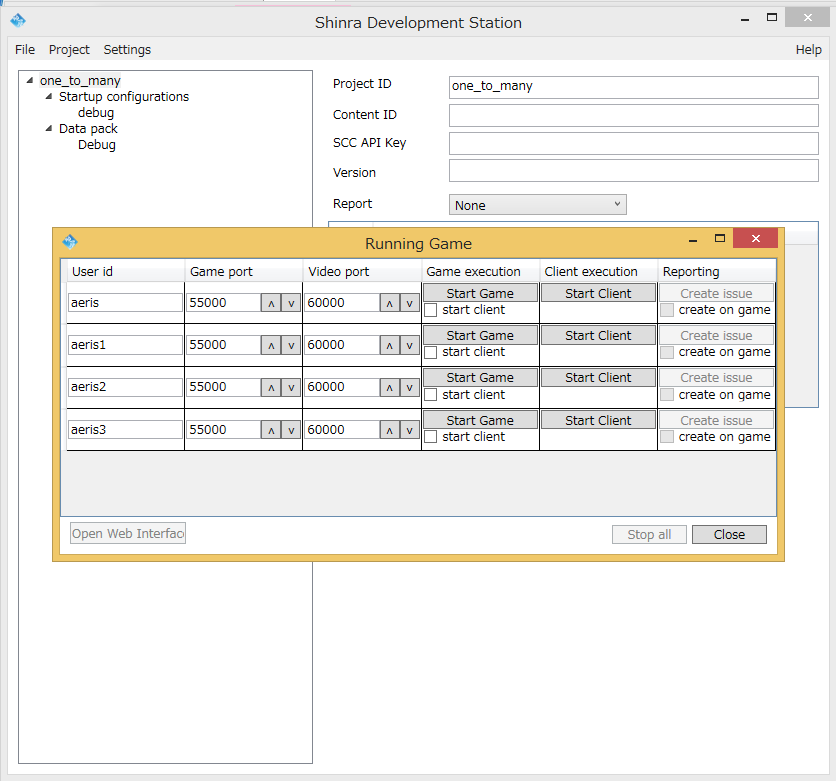 Shinra Development Station
File Project Settings Help
one_to_many
Startup configurations
debug
Data pack
Debug
Project ID one_to_many
Content ID
SCC API Key
Version
Report None
Running Game
User id Game port Video port Game execution Client execution Reporting
aeris 55000 60000 Start Game Start Client Create issue
start client create on game
aeris1 55000 60000 Start Game Start Client Create issue
start client create on game
aeris2 55000 60000 Start Game Start Client Create issue
start client create on game
aeris3 55000 60000 Start Game Start Client Create issue
start client create on game
Open Web Interfac Stop all Close